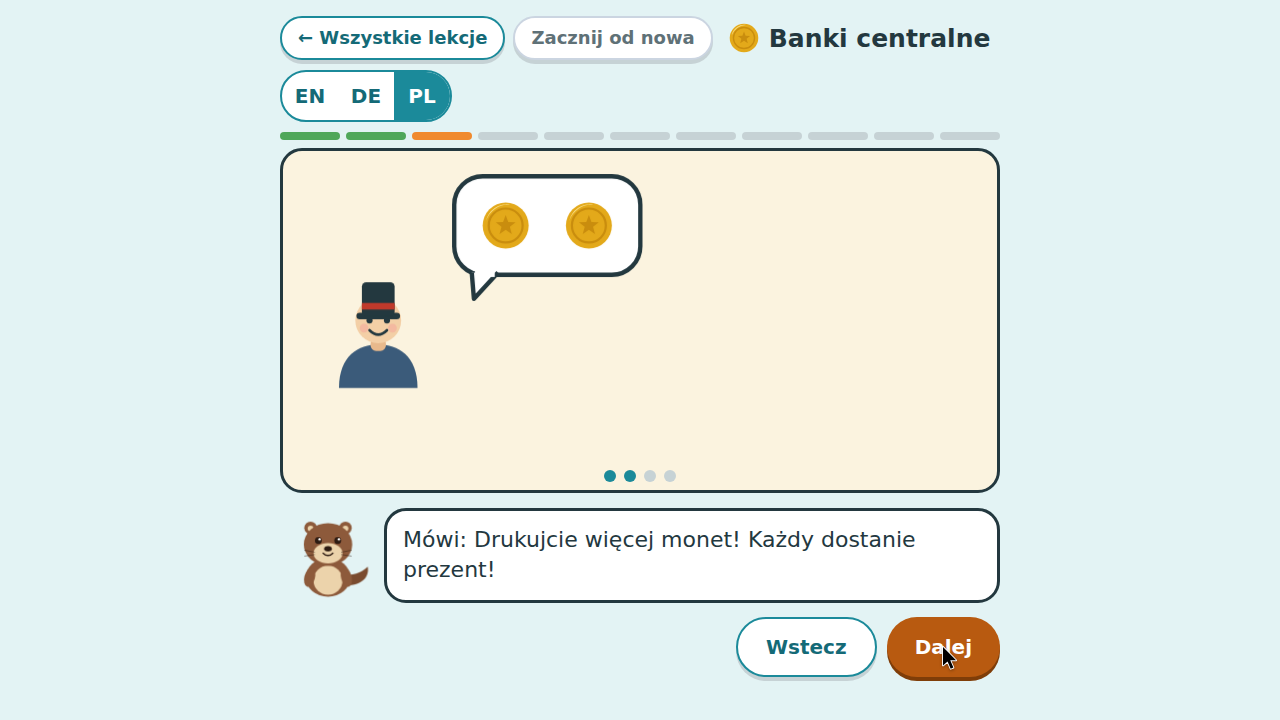 ← Wszystkie lekcje
Zacznij od nowa
Banki centralne
EN DE PL
Mówi: Drukujcie więcej monet! Każdy dostanie
prezent!
Wstecz
Dalej